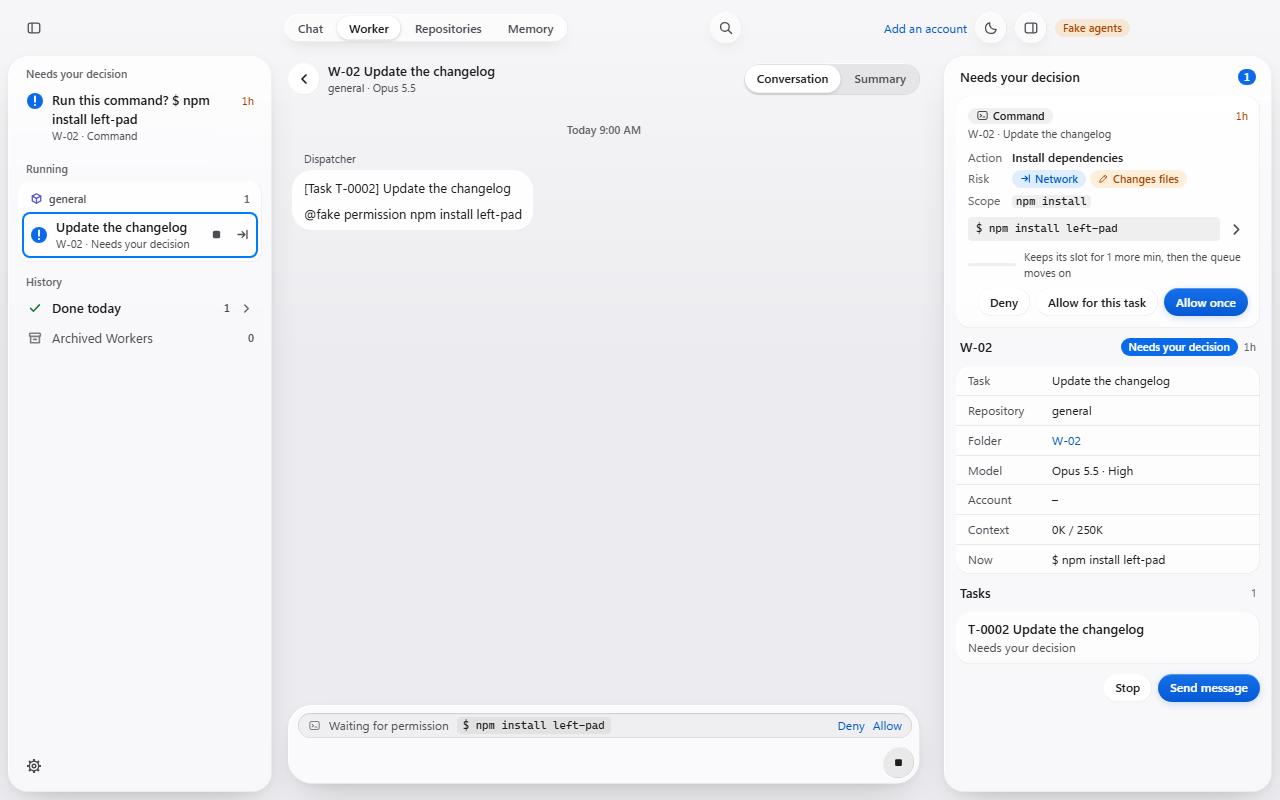 Chat
Worker
Repositories
Memory
Add an account
Fake agents
Needs your decision
Run this command? $ npm
install left-pad
1h
W-02 · Command
Running
general
1
Update the changelog
W-02 · Needs your decision
History
Done today
1
Archived Workers
0
W-02 Update the changelog
general · Opus 5.5
Conversation
Summary
Today 9:00 AM
Dispatcher
[Task T-0002] Update the changelog
@fake permission npm install left-pad
Waiting for permission
$ npm install left-pad
Deny
Allow
Needs your decision
1
Command
1h
W-02 · Update the changelog
Action
Install dependencies
Risk
Network
Changes files
Scope
npm install
$ npm install left-pad
Keeps its slot for 1 more min, then the queue
moves on
Deny
Allow for this task
Allow once
W-02
Needs your decision
1h
Task
Update the changelog
Repository
general
Folder
W-02
Model
Opus 5.5 · High
Account
–
Context
0K / 250K
Now
$ npm install left-pad
Tasks
1
T-0002 Update the changelog
Needs your decision
Stop
Send message